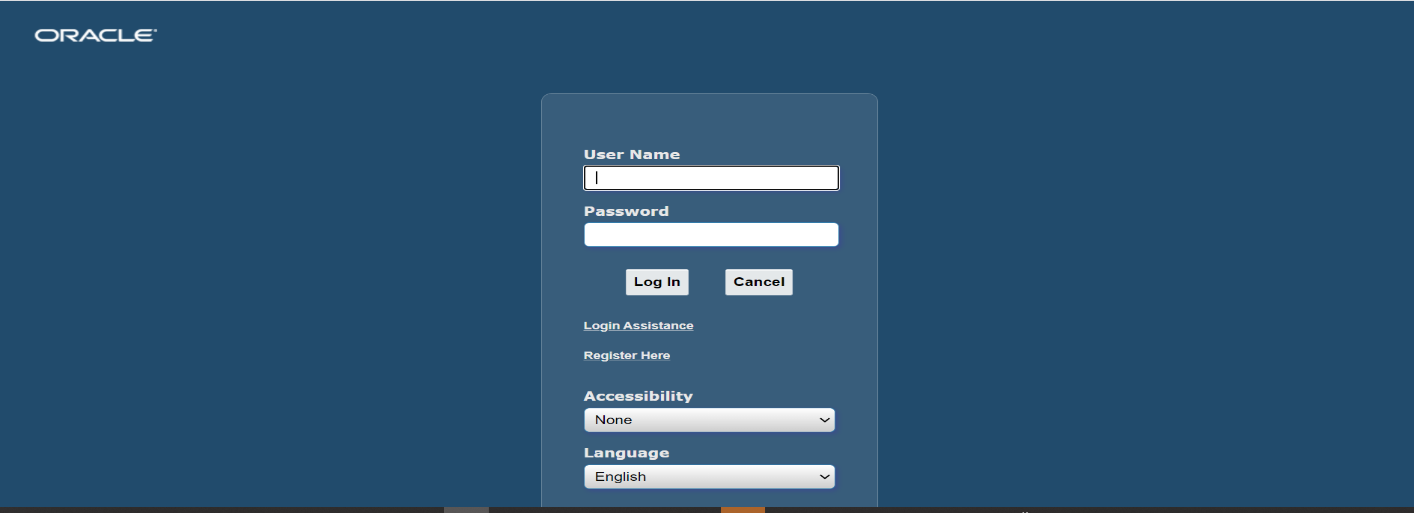 ORACLE
User Name
Password
Log In Cancel
Login Assistance
Register Here
Accessibility
None
Language
English